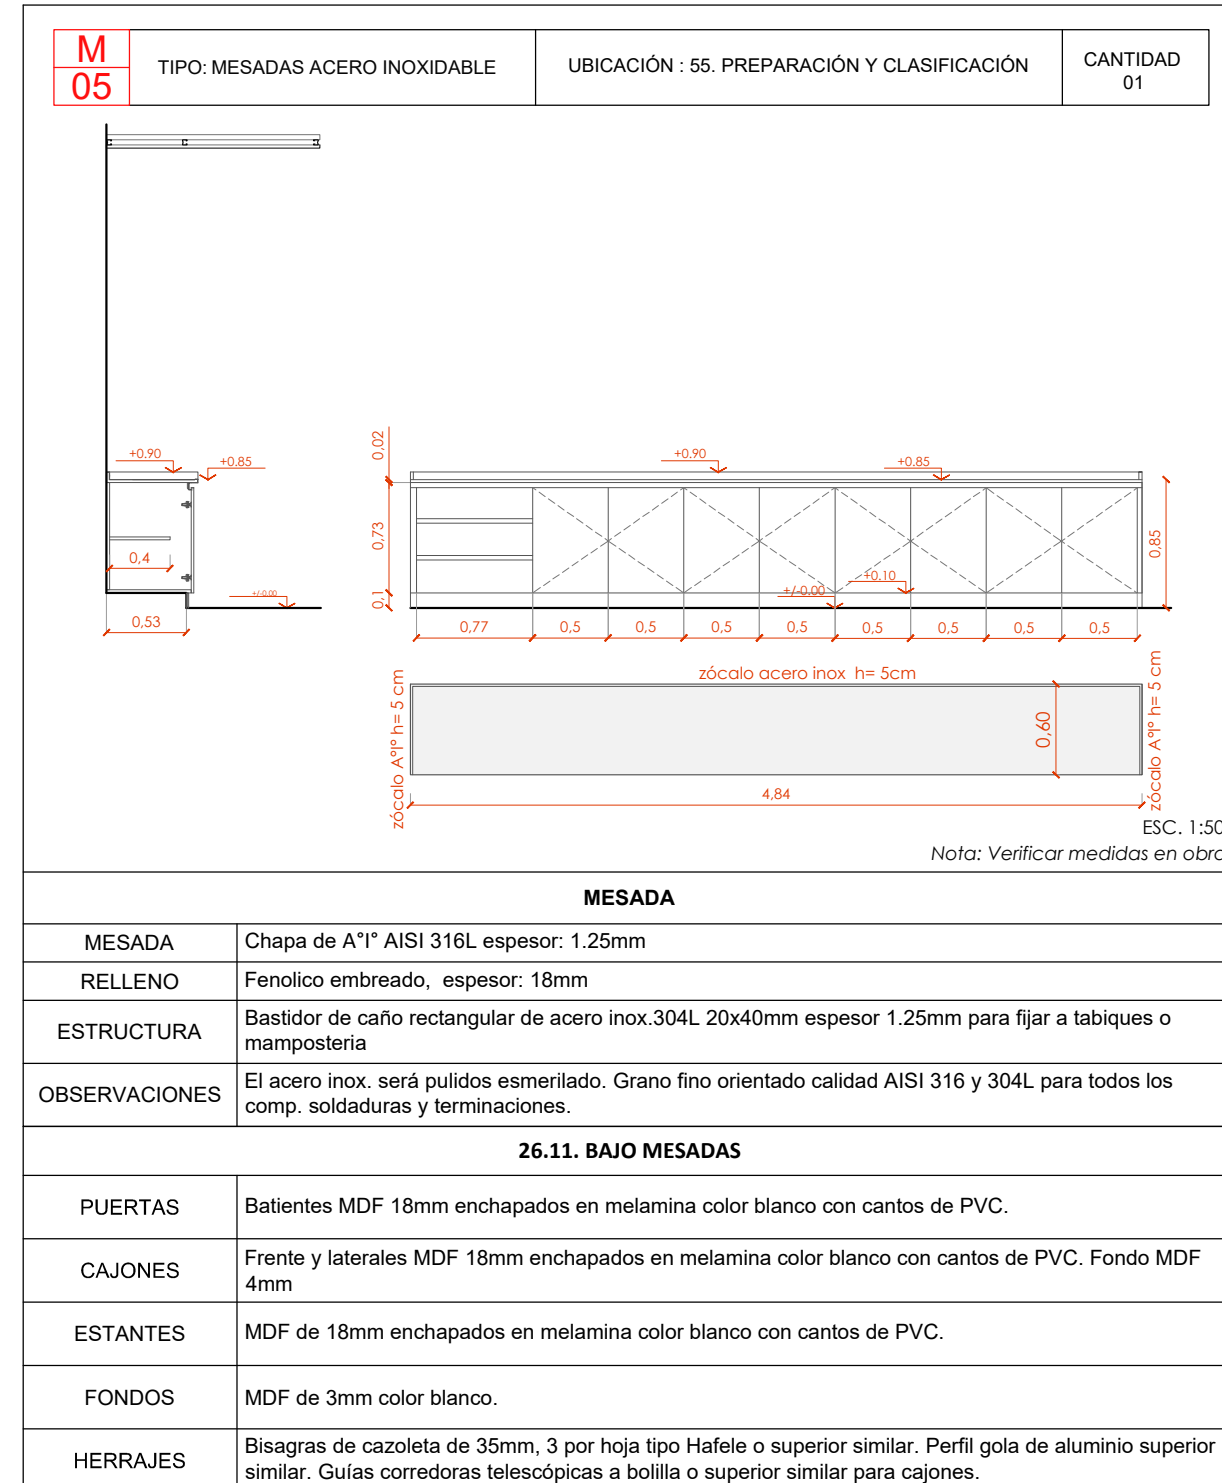 M
05
TIPO: MESADAS ACERO INOXIDABLE
UBICACIÓN : 55. PREPARACIÓN Y CLASIFICACIÓN
CANTIDAD
01
+0.90
+0.85
0,4
+/-0.00
0,53
0,02
0,73
0,1
+0.90
+0.85
0,85
+0.10
+/-0.00
0,77
0,5
0,5
0,5
0,5
0,5
0,5
0,5
0,5
zócalo acero inox h= 5cm
zócalo A°I° h= 5 cm
0,60
zócalo A°I° h= 5 cm
4,84
ESC. 1:50
Nota: Verificar medidas en obra
MESADA
MESADA
Chapa de A°I° AISI 316L espesor: 1.25mm
RELLENO
Fenolico embreado, espesor: 18mm
ESTRUCTURA
Bastidor de caño rectangular de acero inox.304L 20x40mm espesor 1.25mm para fijar a tabiques o
mamposteria
OBSERVACIONES
El acero inox. será pulidos esmerilado. Grano fino orientado calidad AISI 316 y 304L para todos los
comp. soldaduras y terminaciones.
26.11. BAJO MESADAS
PUERTAS
Batientes MDF 18mm enchapados en melamina color blanco con cantos de PVC.
CAJONES
Frente y laterales MDF 18mm enchapados en melamina color blanco con cantos de PVC. Fondo MDF
4mm
ESTANTES
MDF de 18mm enchapados en melamina color blanco con cantos de PVC.
FONDOS
MDF de 3mm color blanco.
HERRAJES
Bisagras de cazoleta de 35mm, 3 por hoja tipo Hafele o superior similar. Perfil gola de aluminio superior
similar. Guías corredoras telescópicas a bolilla o superior similar para cajones.